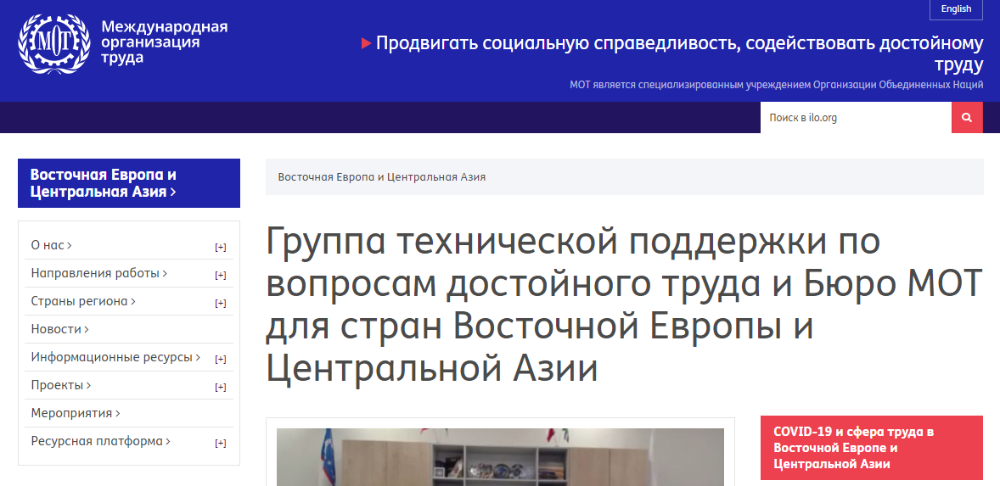 English
МОТ
Международная
организация
труда
Продвигать социальную справедливость, содействовать достойному
труду
МОТ является специализированным учреждением Организации Объединенных Наций
Поиск в ilo.org
Восточная Европа и
Центральная Азия >
О нас > [+]
Направления работы > [+]
Страны региона > [+]
Новости >
Информационные ресурсы > [+]
Проекты > [+]
Мероприятия >
Ресурсная платформа > [+]
Восточная Европа и Центральная Азия
Группа технической поддержки по
вопросам достойного труда и Бюро МОТ
для стран Восточной Европы и
Центральной Азии
COVID-19 и сфера труда в
Восточной Европе и
Центральной Азии